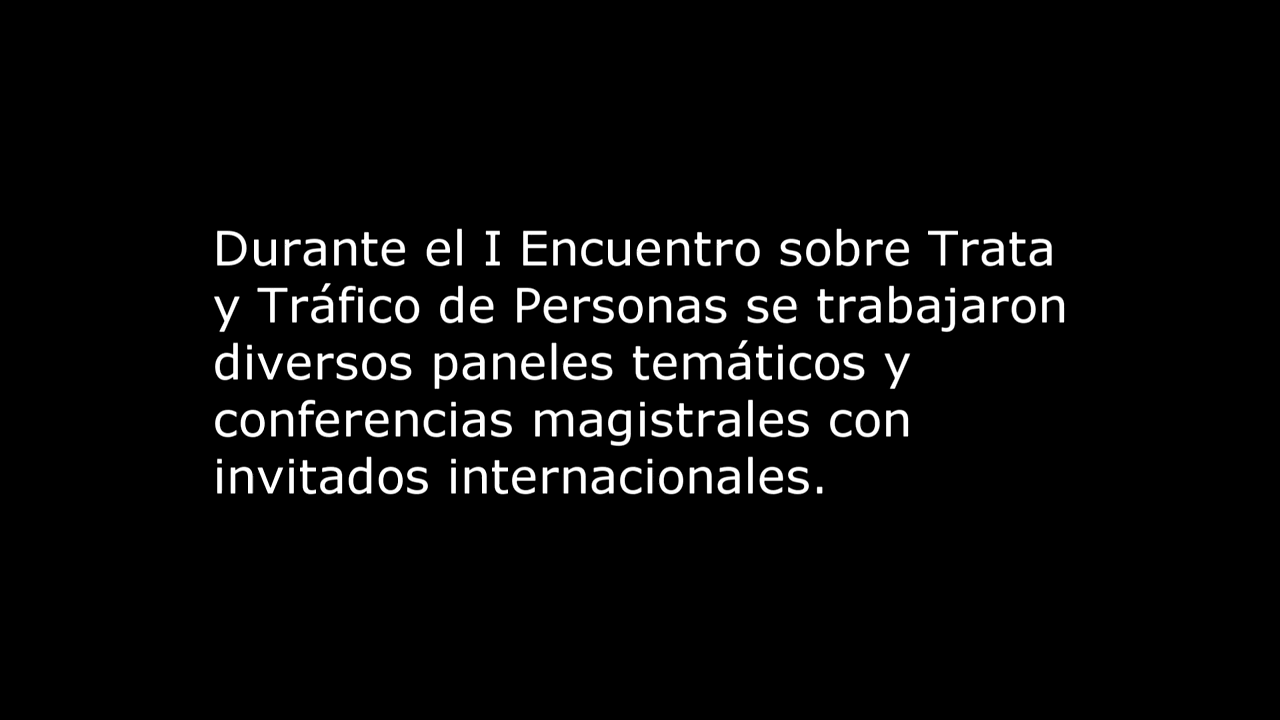 Durante el I Encuentro sobre Trata
y Tráfico de Personas se trabajaron
diversos paneles temáticos y
conferencias magistrales con
invitados internacionales.